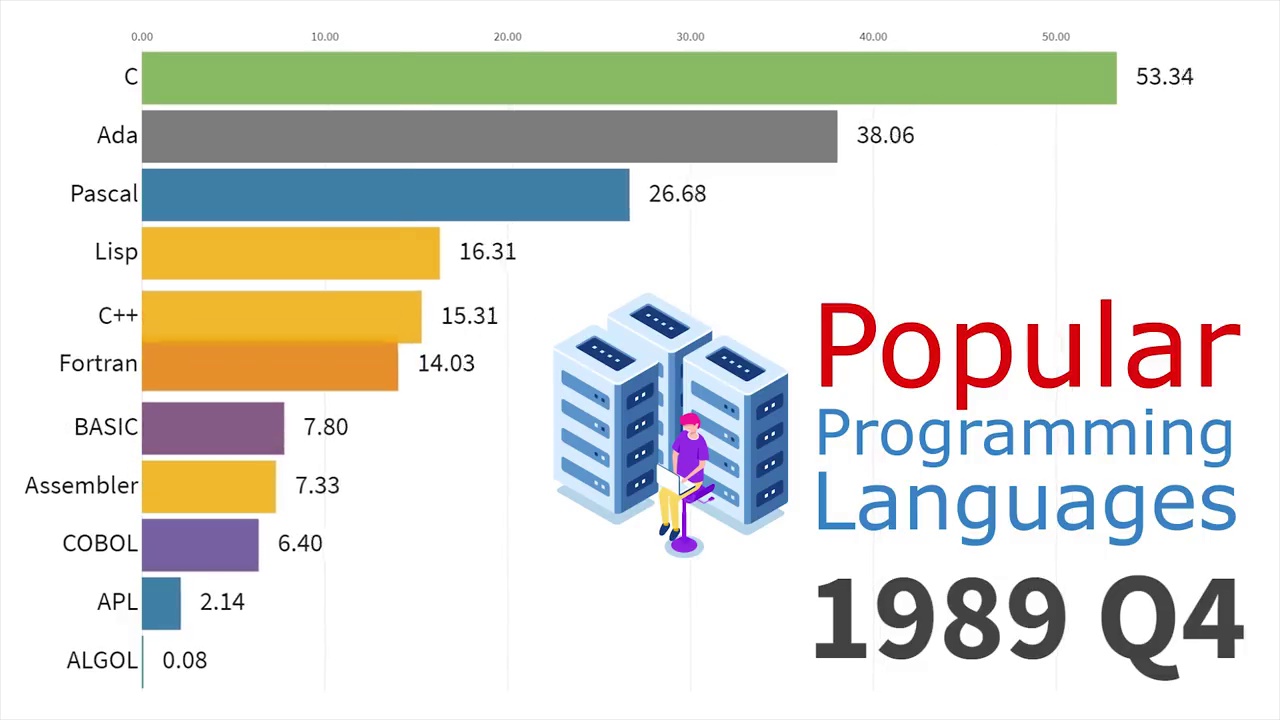 0.00 10.00 20.00 30.00 40.00 50.00
C 53.34
Ada 38.06
Pascal 26.68
Lisp 16.31
C++ 15.31
Fortran 14.03
BASIC 7.80
Assembler 7.33
COBOL 6.40
APL 2.14
ALGOL 0.08
Popular
Programming
Languages
1989 Q4